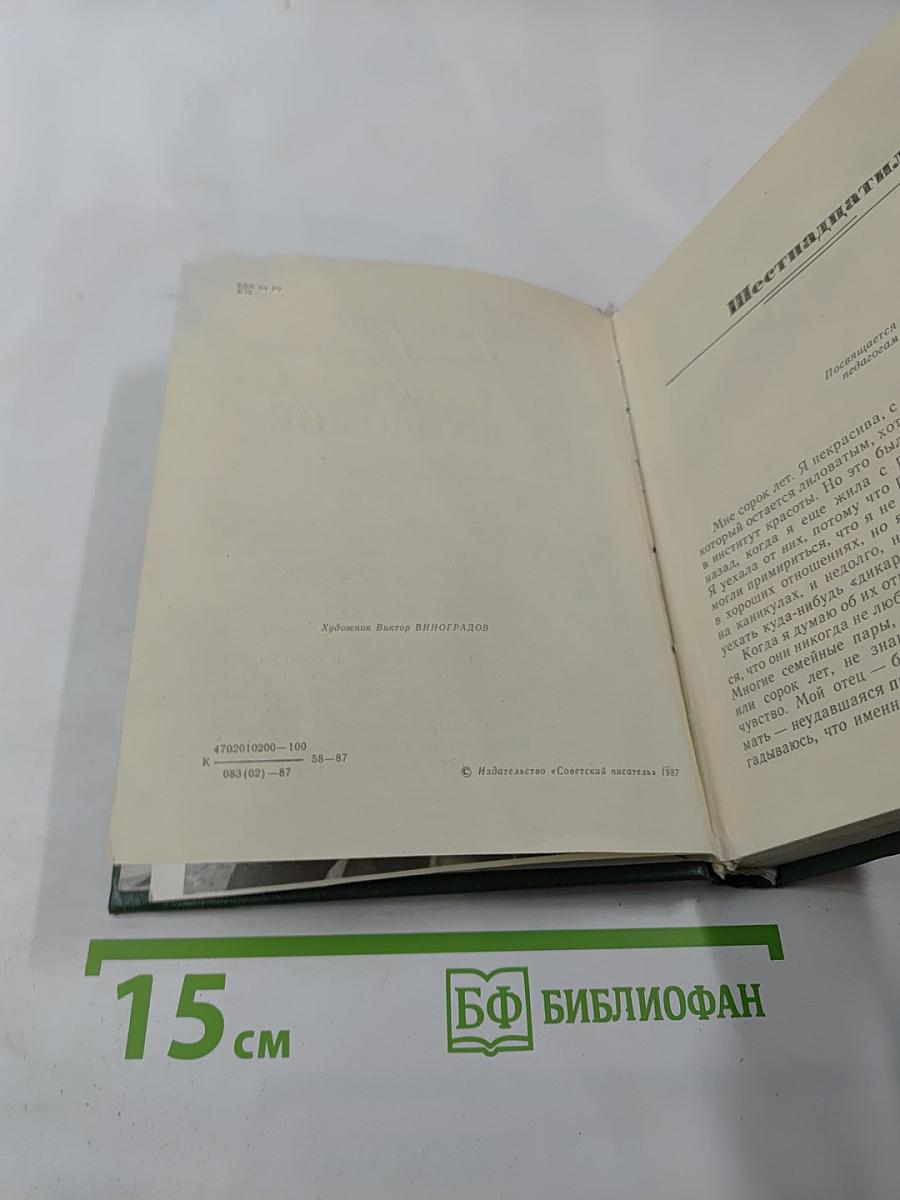 ББК 84 Р7
Художник Виктор ВИНОГРАДОВ
К 4702010200—100
083(02)—87
58—87
© Издательство «Советский писатель» 1987
Посвящается
педагогам
Мне сорок лет. Я некрасива, с
который остается лиловатым, хот
в институт красоты. Но это был
назад, когда я еще жила с р
Я уехала от них, потому что р
могли примириться, что я не
в хороших отношениях, но я
на каникулах, и недолго, н
уехать куда-нибудь «дикар
Когда я думаю об их отн
ся, что они никогда не люб
Многие семейные пары,
или сорок лет, не зна
чувство. Мой отец — б
мать — неудавшаяся пи
гадываюсь, что именн
15 см
БФ БИБЛИОФАН